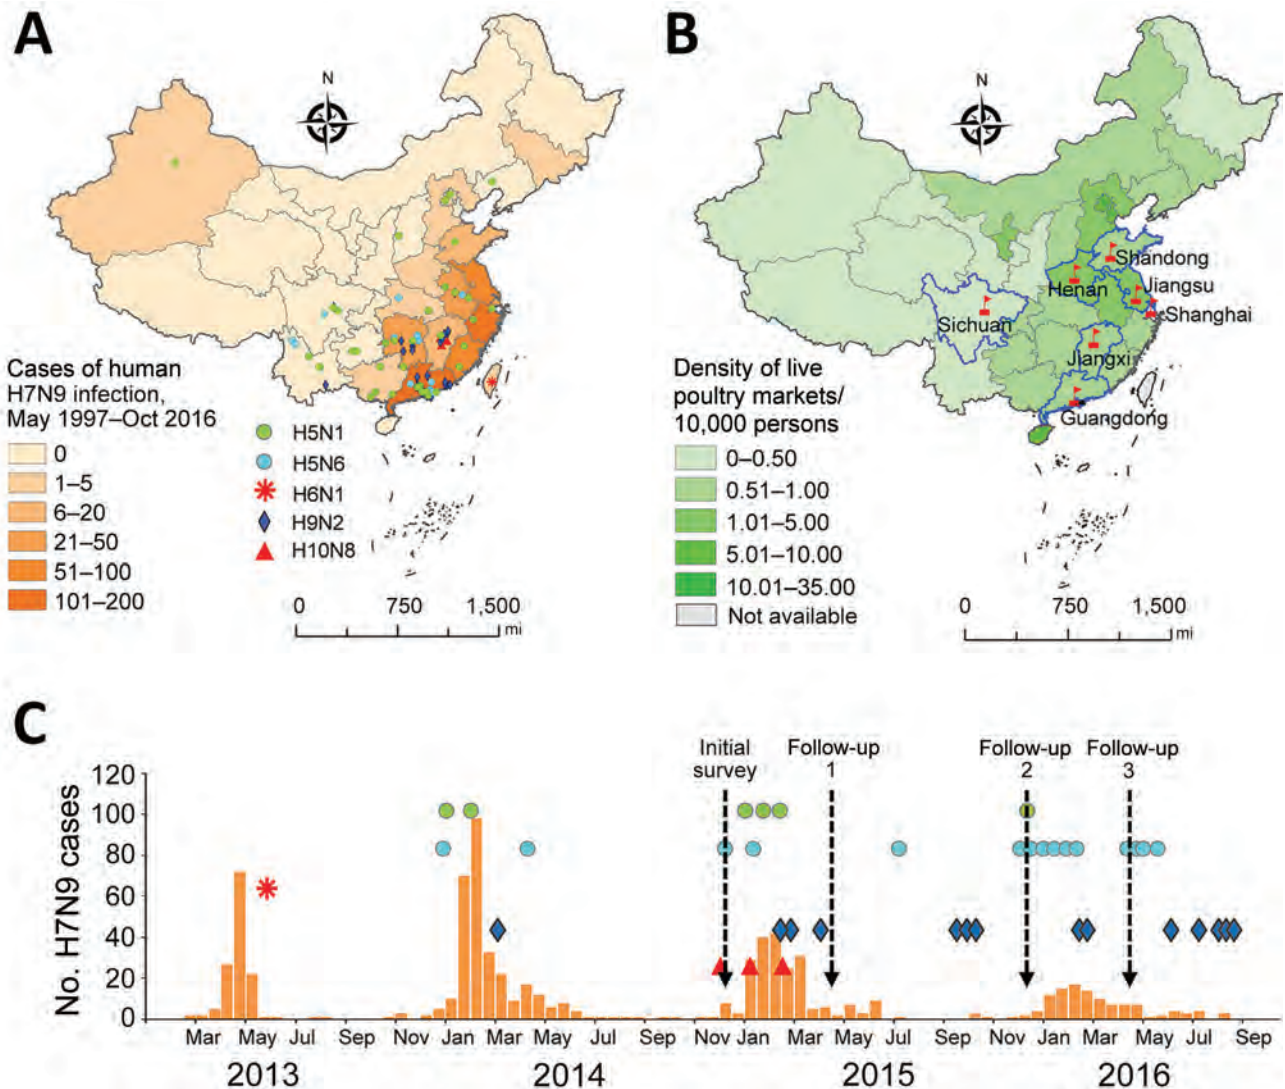 A
N
Cases of human
H7N9 infection,
May 1997–Oct 2016
0
1–5
6–20
21–50
51–100
101–200
H5N1
H5N6
H6N1
H9N2
H10N8
0 750 1,500
mi
B
N
Shandong
Henan
Jiangsu
Shanghai
Sichuan
Jiangxi
Guangdong
Density of live
poultry markets/
10,000 persons
0–0.50
0.51–1.00
1.01–5.00
5.01–10.00
10.01–35.00
Not available
0 750 1,500
mi
C
Initial
survey
Follow-up
1
Follow-up
2
Follow-up
3
No. H7N9 cases
120
100
80
60
40
20
0
Mar May Jul Sep Nov Jan Mar May Jul Sep Nov Jan Mar May Jul Sep Nov Jan Mar May Jul Sep
2013 2014 2015 2016